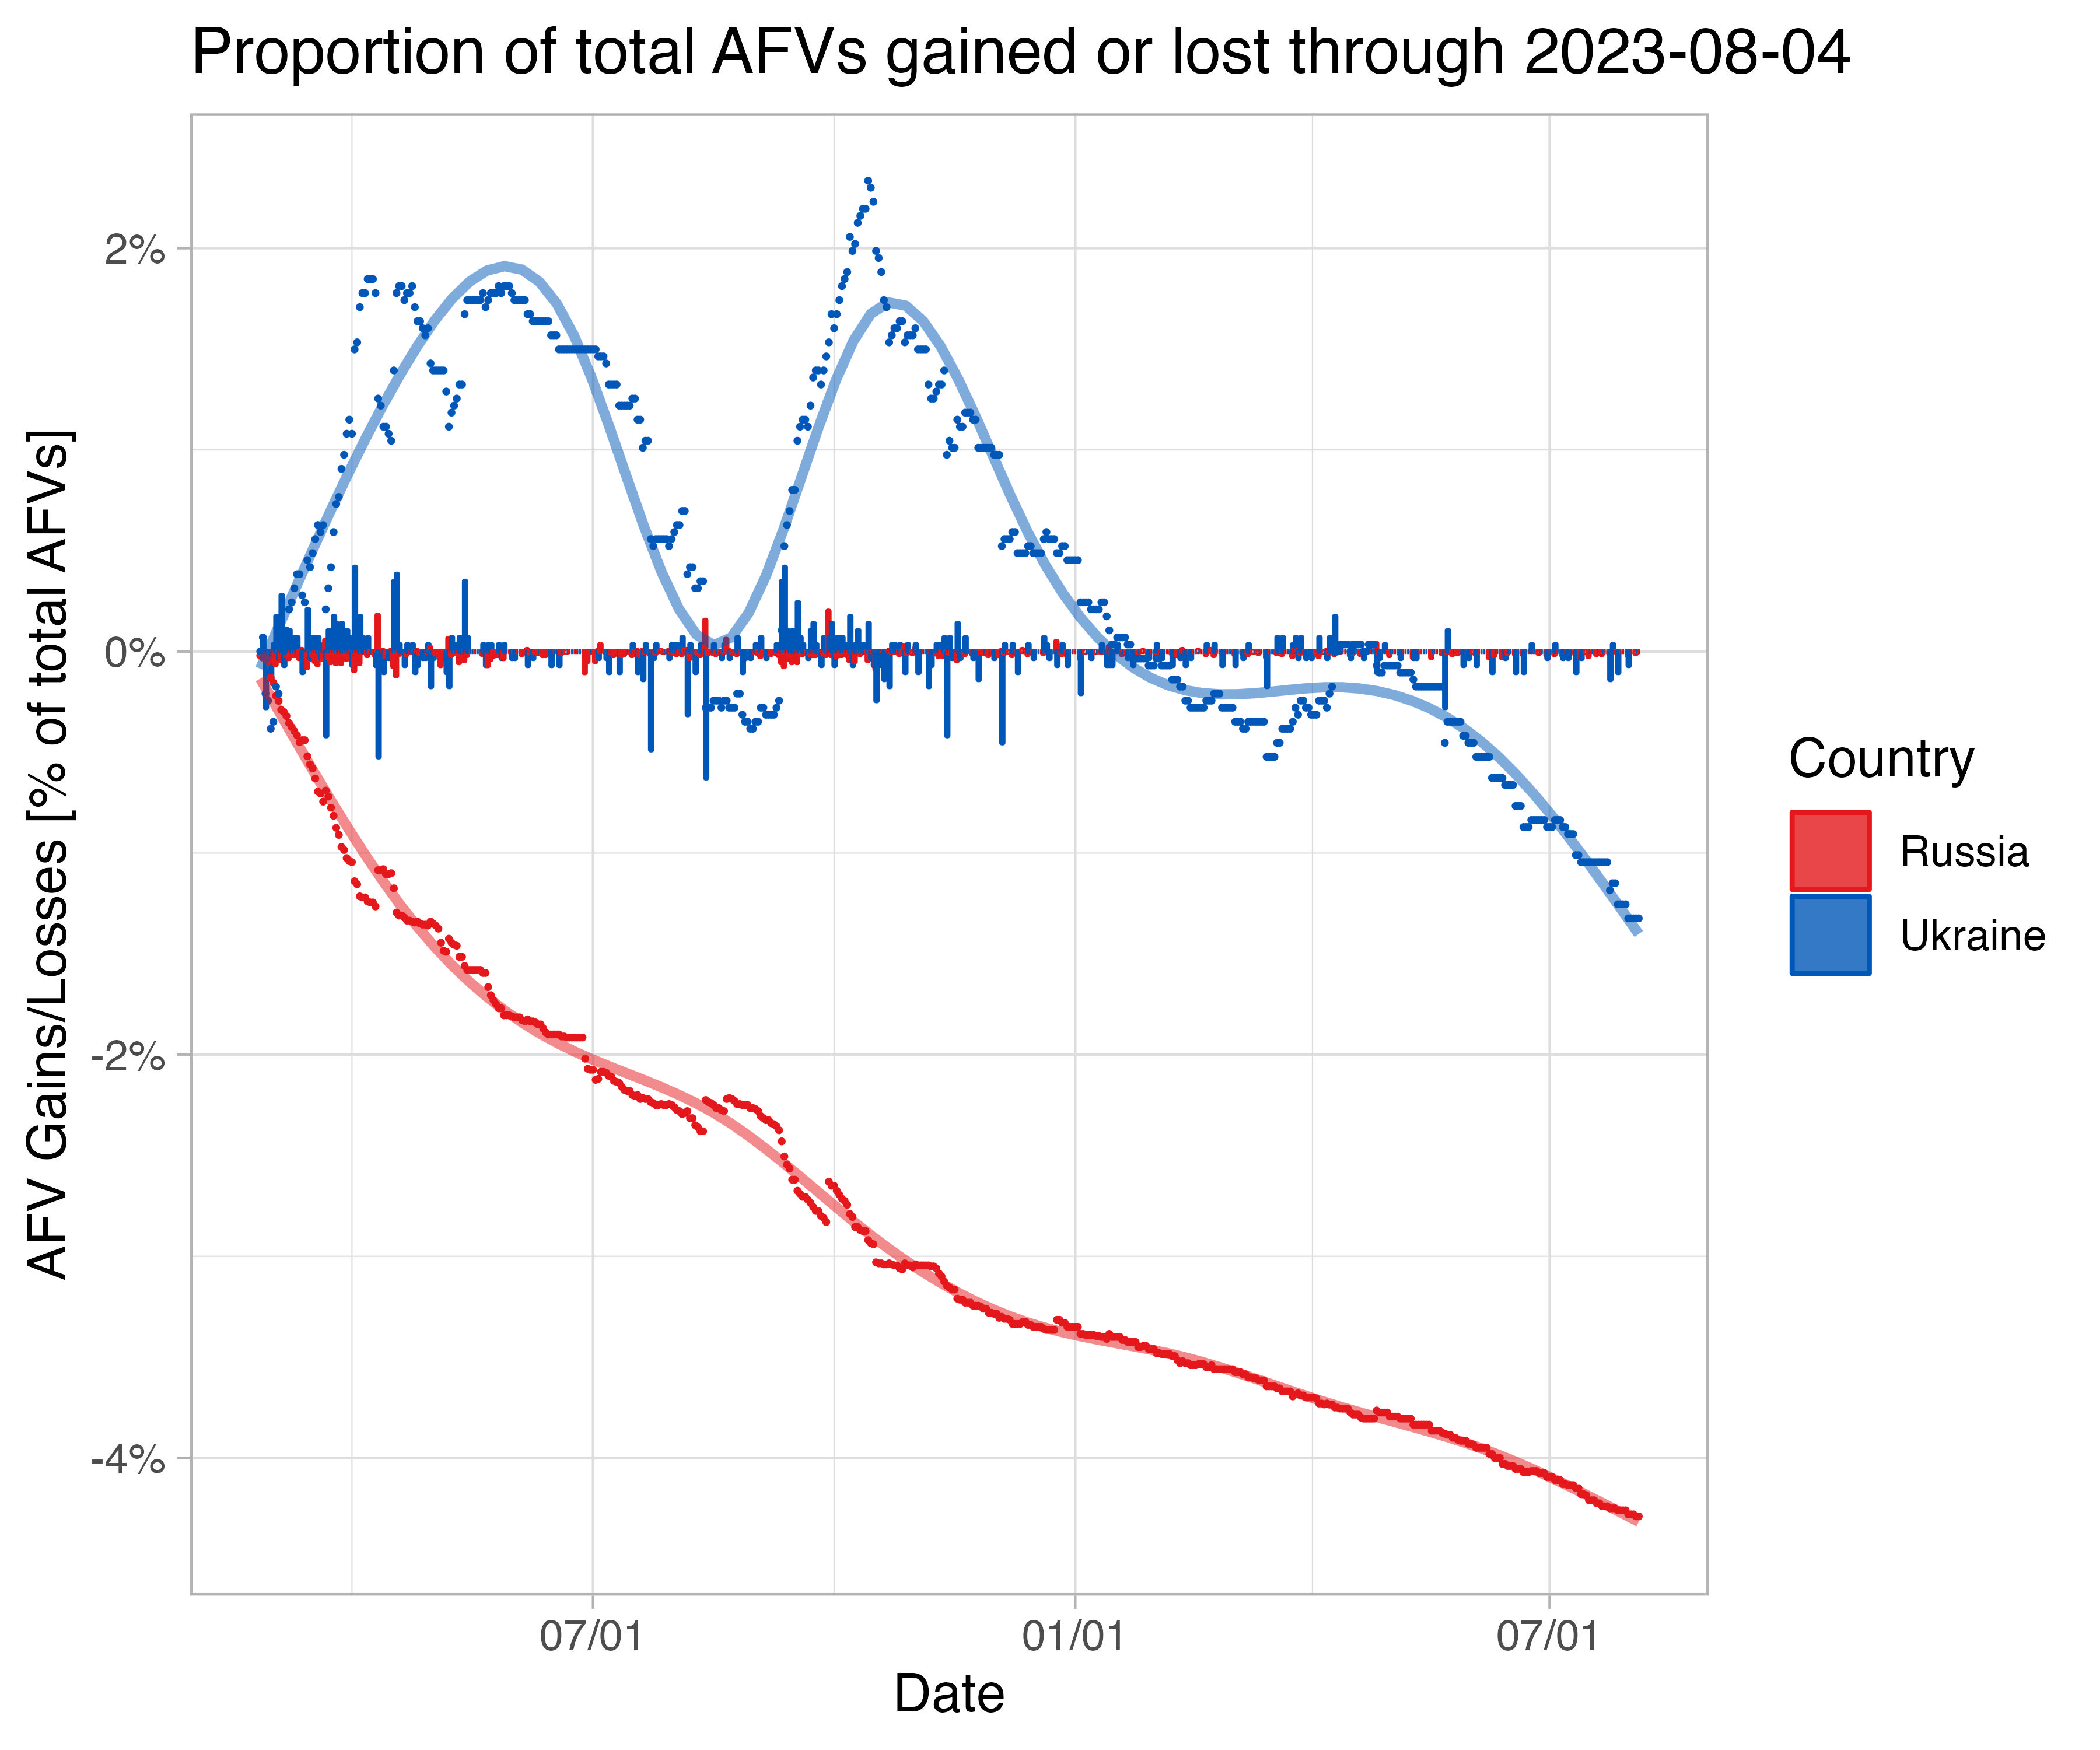 Proportion of total AFVs gained or lost through 2023-08-04
AFV Gains/Losses [% of total AFVs]
2%
0%
-2%
-4%
07/01
01/01
07/01
Date
Country
Russia
Ukraine